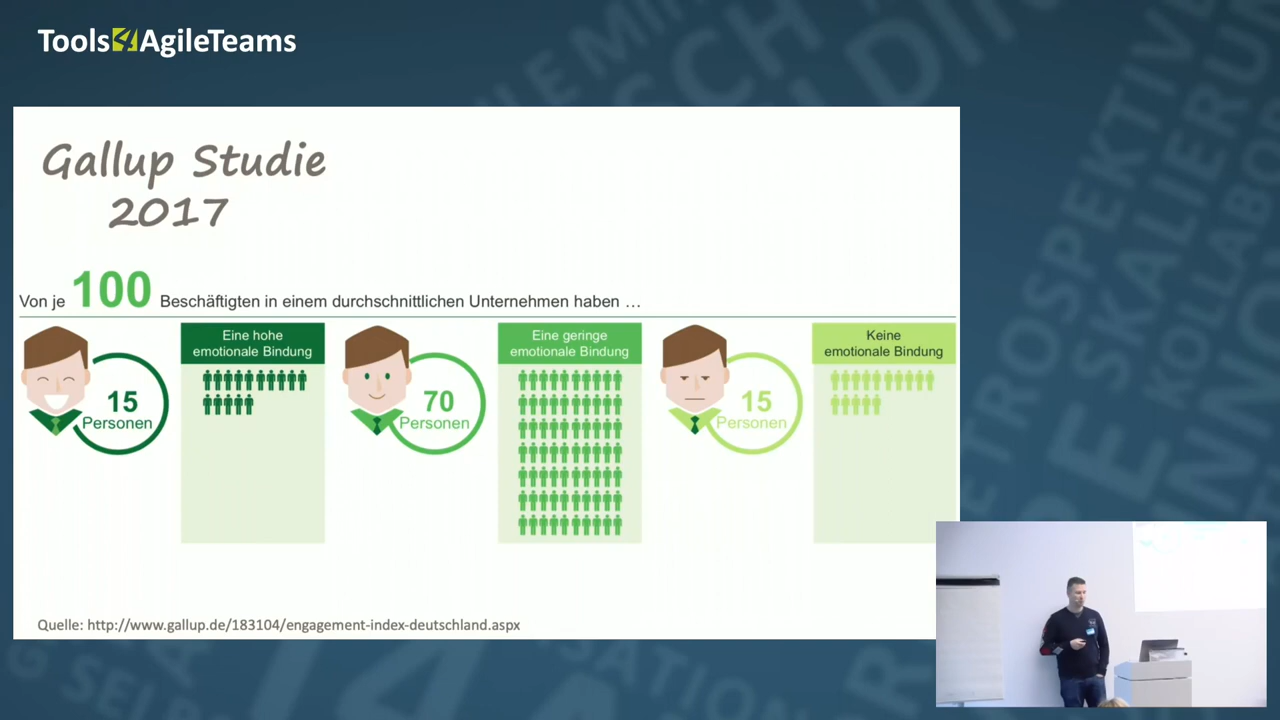 Tools4AgileTeams
Gallup Studie
2017
Von je 100 Beschäftigten in einem durchschnittlichen Unternehmen haben …
15
Personen
Eine hohe
emotionale Bindung
70
Personen
Eine geringe
emotionale Bindung
15
Personen
Keine
emotionale Bindung
Quelle: http://www.gallup.de/183104/engagement-index-deutschland.aspx